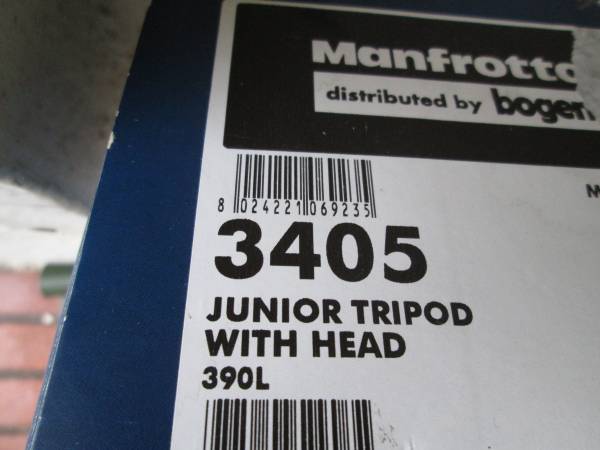 Manfrotto
distributed by bogen
8 024221 069235
3405
JUNIOR TRIPOD
WITH HEAD
390L